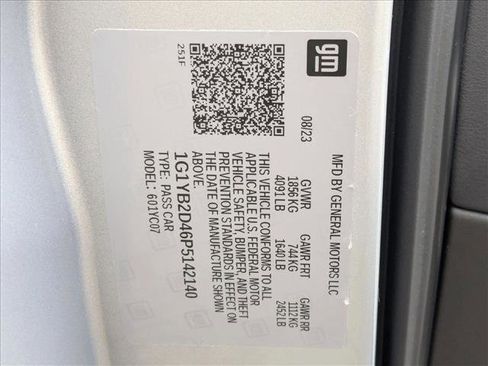 gm
MFD BY GENERAL MOTORS LLC
08/23
GVWR
1856 KG
4091 LB
GAWR FRT
744 KG
1640 LB
GAWR RR
1112 KG
2452 LB
THIS VEHICLE CONFORMS TO ALL
APPLICABLE U.S. FEDERAL MOTOR
VEHICLE SAFETY, BUMPER, AND THEFT
PREVENTION STANDARDS IN EFFECT ON
THE DATE OF MANUFACTURE SHOWN
ABOVE.
1G1YB2D46P5142140
TYPE: PASS CAR
MODEL: 601YC07
251F